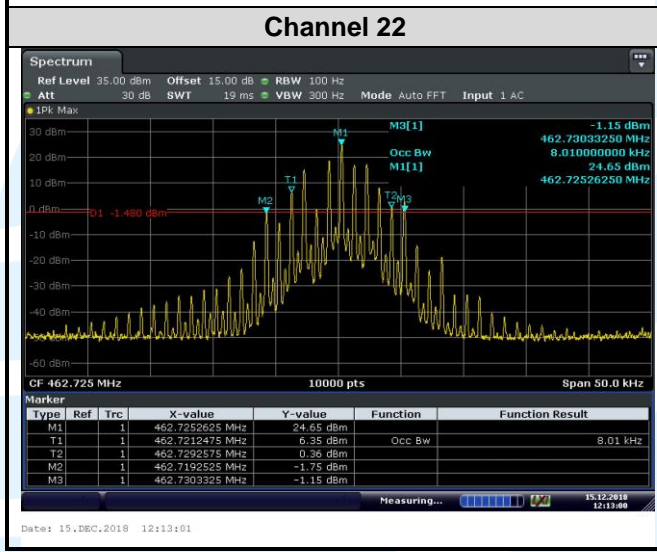 Channel 22
Spectrum
Ref Level 35.00 dBm Offset 15.00 dB RBW 100 Hz
Att 30 dB SWT 19 ms VBW 300 Hz Mode Auto FFT Input 1 AC
1Pk Max
M3[1] -1.15 dBm
462.73033250 MHz
Occ Bw 8.010000000 kHz
M1[1] 24.65 dBm
462.72526250 MHz
30 dBm
20 dBm
10 dBm
0 dBm
D1 -1.480 dBm
-10 dBm
-20 dBm
-30 dBm
-40 dBm
-60 dBm
M1
T1
M2
T2
M3
CF 462.725 MHz 10000 pts Span 50.0 kHz
Marker
Type Ref Trc X-value Y-value Function Function Result
M1 1 462.7252625 MHz 24.65 dBm
T1 1 462.7212475 MHz 6.35 dBm Occ Bw 8.01 kHz
T2 1 462.7292575 MHz 0.36 dBm
M2 1 462.7192525 MHz -1.75 dBm
M3 1 462.7303325 MHz -1.15 dBm
Measuring... 15.12.2018
12:13:00
Date: 15.DEC.2018 12:13:01